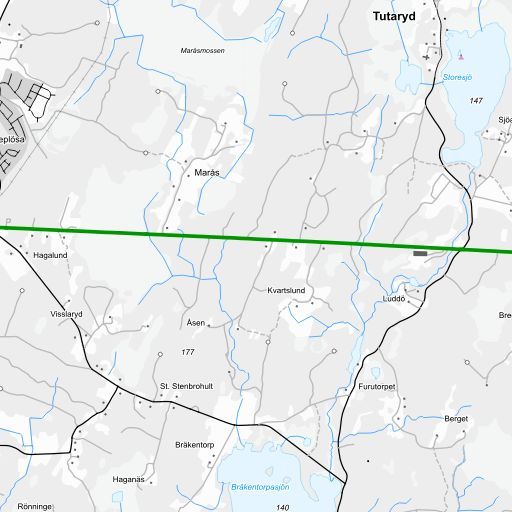 Tutaryd
Maråsmossen
Storesjö
147
Sjöa
eplösa
Marås
Hagalund
Kvartslund
Luddö
Visslaryd
Åsen
Bre
177
St. Stenbrohult
Furutorpet
Berget
Bråkentorp
Haganäs
Bråkentorpasjön
Rönninge
140